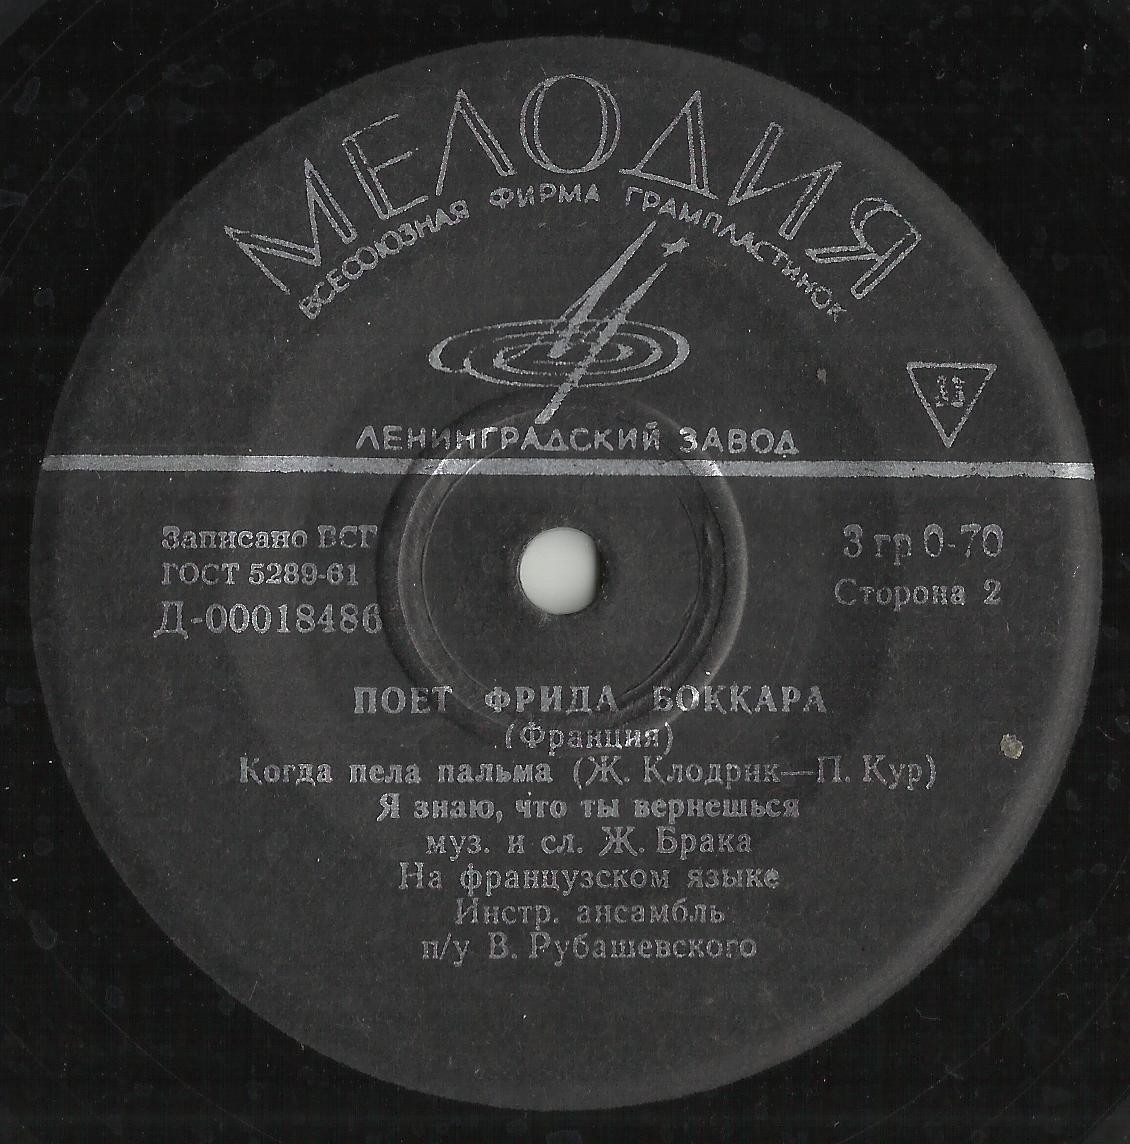 МЕЛОДИЯ
ВСЕСОЮЗНАЯ ФИРМА ГРАМПЛАСТИНОК
33
ЛЕНИНГРАДСКИЙ ЗАВОД
Записано ВСГ
ГОСТ 5289-61
Д-00018486
3 гр 0-70
Сторона 2
ПОЕТ ФРИДА БОККАРА
(Франция)
Когда пела пальма (Ж. Клодрик—П. Кур)
Я знаю, что ты вернешься
муз. и сл. Ж. Брака
На французском языке
Инстр. ансамбль
п/у В. Рубашевского